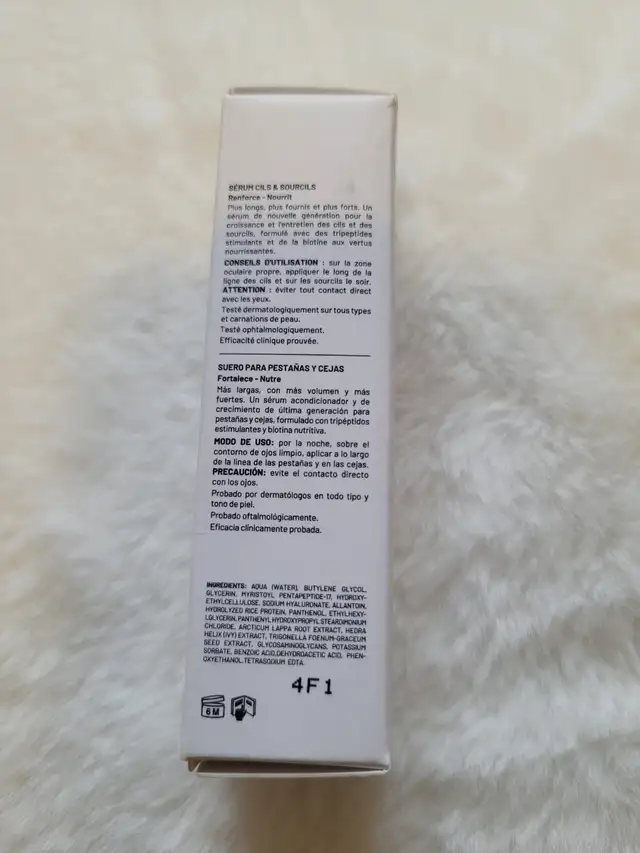 SÉRUM CILS & SOURCILS
Renforce - Nourrit
Plus longs, plus fournis et plus forts. Un
sérum de nouvelle génération pour la
croissance et l'entretien des cils et des
sourcils, formulé avec des tripeptides
stimulants et de la biotine aux vertus
nourrissantes.
CONSEILS D'UTILISATION : sur la zone
oculaire propre, appliquer le long de la
ligne des cils et sur les sourcils le soir.
ATTENTION : éviter tout contact direct
avec les yeux.
Testé dermatologiquement sur tous types
et carnations de peau.
Testé ophtalmologiquement.
Efficacité clinique prouvée.
SUERO PARA PESTAÑAS Y CEJAS
Fortalece - Nutre
Más largas, con más volumen y más
fuertes. Un sérum acondicionador y de
crecimiento de última generación para
pestañas y cejas, formulado con tripéptidos
estimulantes y biotina nutritiva.
MODO DE USO: por la noche, sobre el
contorno de ojos limpio, aplicar a lo largo
de la línea de las pestañas y en las cejas.
PRECAUCIÓN: evite el contacto directo
con los ojos.
Probado por dermatólogos en todo tipo y
tono de piel.
Probado oftalmológicamente.
Eficacia clínicamente probada.
INGREDIENTS: AQUA (WATER), BUTYLENE GLYCOL,
GLYCERIN, MYRISTOYL PENTAPEPTIDE-17, HYDROXY-
ETHYLCELLULOSE, SODIUM HYALURONATE, ALLANTOIN,
HYDROLYZED RICE PROTEIN, PANTHENOL, ETHYLHEXY-
LGLYCERIN, PANTHENYL HYDROXYPROPYL STEARDIMONIUM
CHLORIDE, ARCTIUM LAPPA ROOT EXTRACT, HEDRA
HELIX (IVY) EXTRACT, TRIGONELLA FOENUM-GRACEUM
SEED EXTRACT, GLYCOSAMINOGLYCANS, POTASSIUM
SORBATE, BENZOIC ACID,DEHYDROACETIC ACID, PHEN-
OXYETHANOL,TETRASODIUM EDTA.
4F1
6M